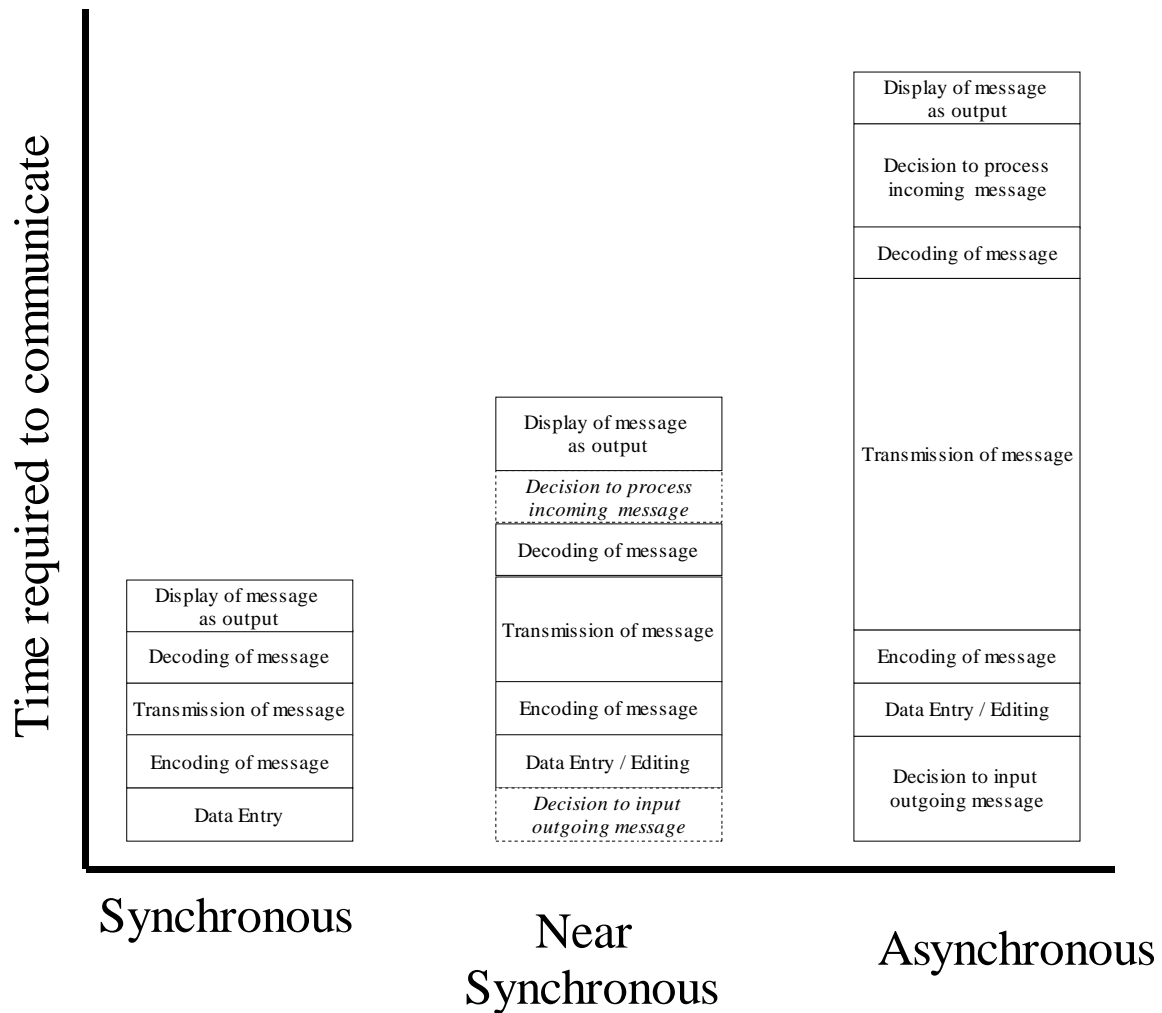 Time required to communicate
Display of message
as output
Decoding of message
Transmission of message
Encoding of message
Data Entry
Synchronous
Display of message
as output
Decision to process
incoming message
Decoding of message
Transmission of message
Encoding of message
Data Entry / Editing
Decision to input
outgoing message
Near
Synchronous
Display of message
as output
Decision to process
incoming message
Decoding of message
Transmission of message
Encoding of message
Data Entry / Editing
Decision to input
outgoing message
Asynchronous